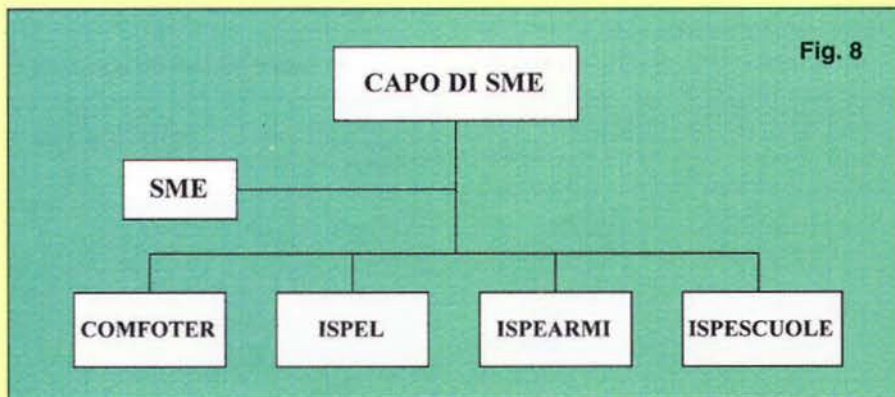 Fig. 8
CAPO DI SME
SME
COMFOTER
ISPEL
ISPEARMI
ISPESCUOLE